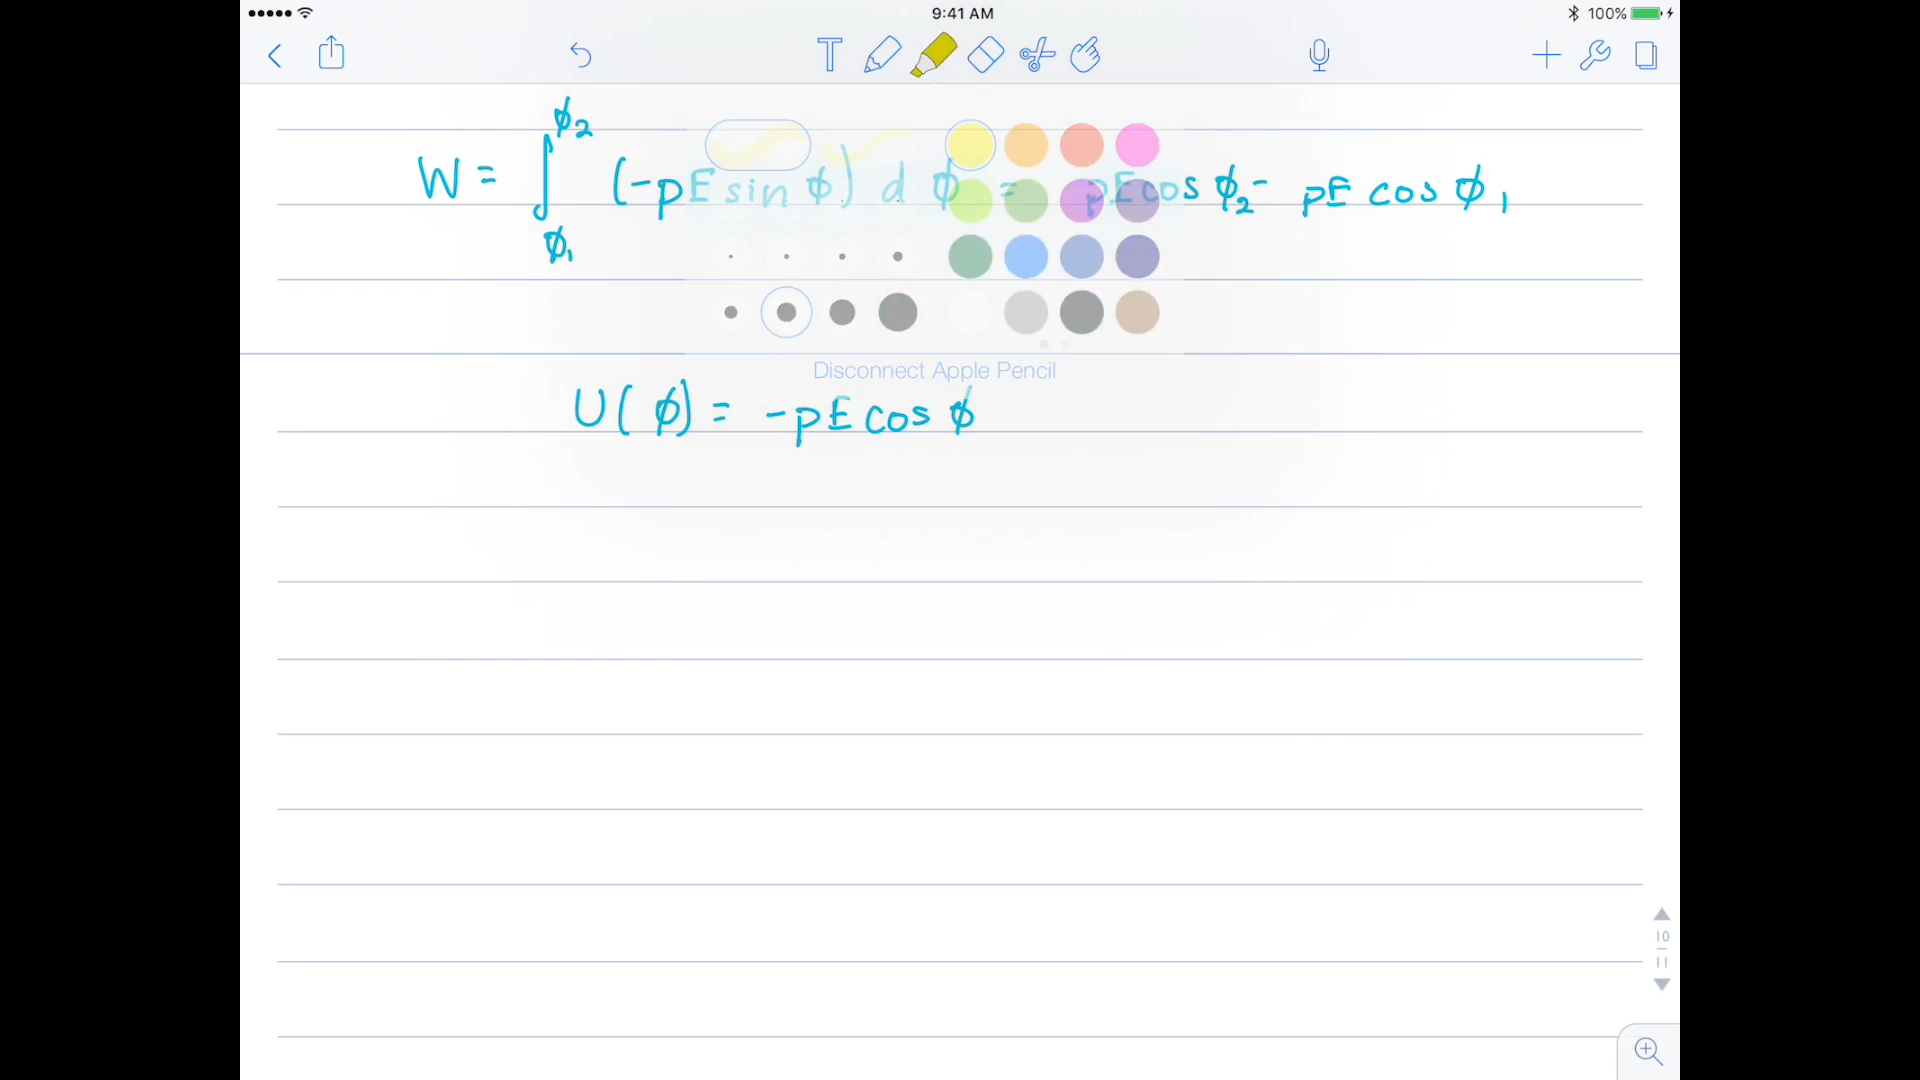 9:41 AM
100%
W = ∫_{ϕ₁}^{ϕ₂} (-pE sin ϕ) d ϕ = pE cos ϕ₂ - pE cos ϕ₁
Disconnect Apple Pencil
U(ϕ) = -pE cos ϕ
10
11